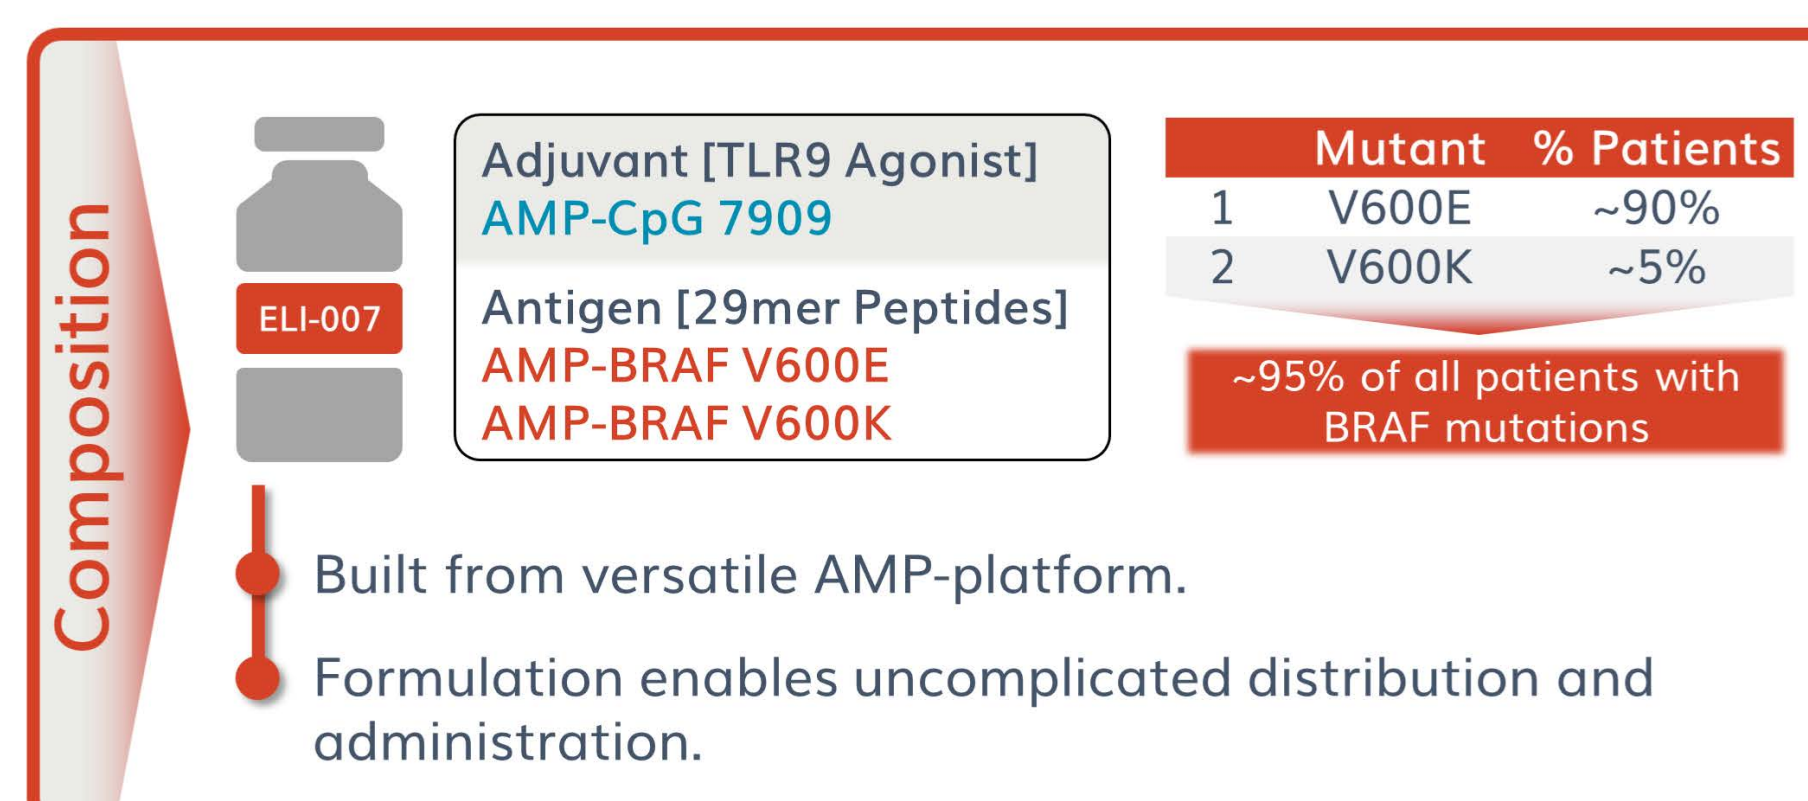 Composition
ELI-007
Adjuvant [TLR9 Agonist]
AMP-CpG 7909
Antigen [29mer Peptides]
AMP-BRAF V600E
AMP-BRAF V600K
Mutant % Patients
1 V600E ~90%
2 V600K ~5%
~95% of all patients with
BRAF mutations
Built from versatile AMP-platform.
Formulation enables uncomplicated distribution and
administration.